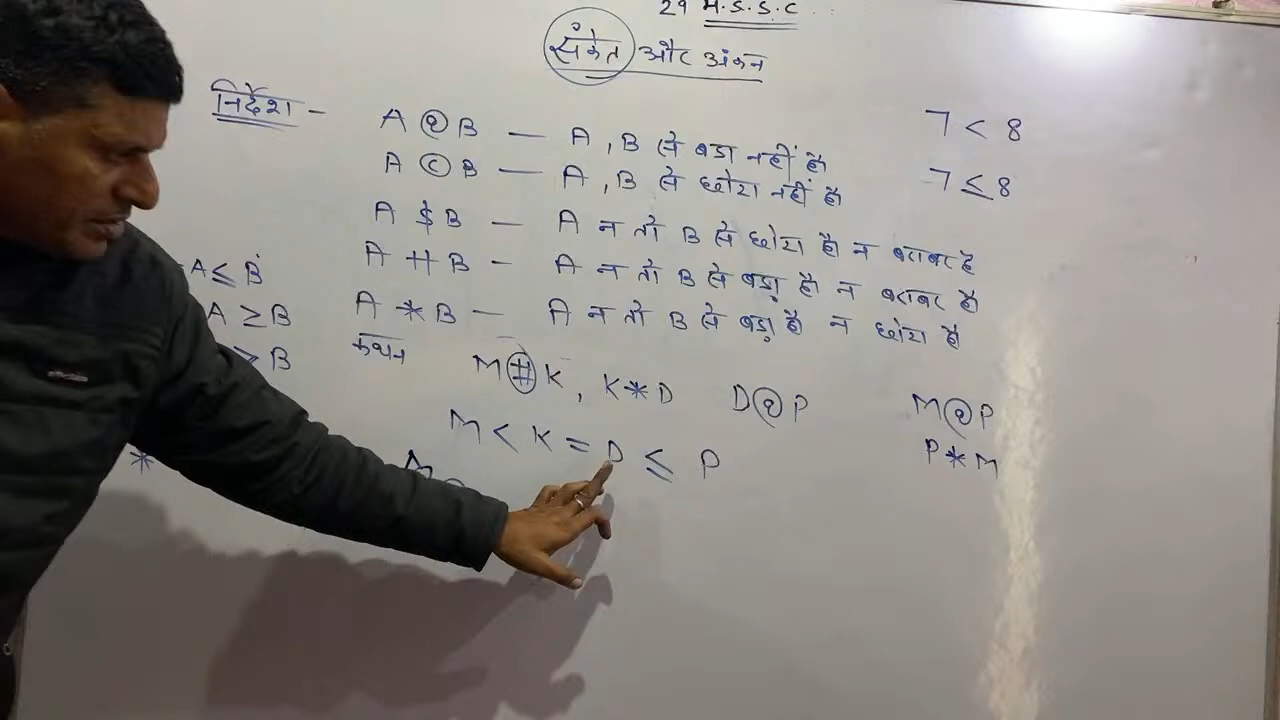 29 M.S.S.C
संकेत और अंकन
निर्देश -
A @ B — A , B से बडा नहीं है
A © B — A , B से छोटा नहीं है
A $ B — A न तो B से छोटा है न बराबर है
A # B - A न तो B से बड़ा है न बराबर है
A * B — A न तो B से बड़ा है न छोटा है
7 < 8
7 ≤ 8
A ≤ B
A ≥ B
> B
*
कथन
M # K , K * D D @ P M @ P
M < K = D ≤ P P * M